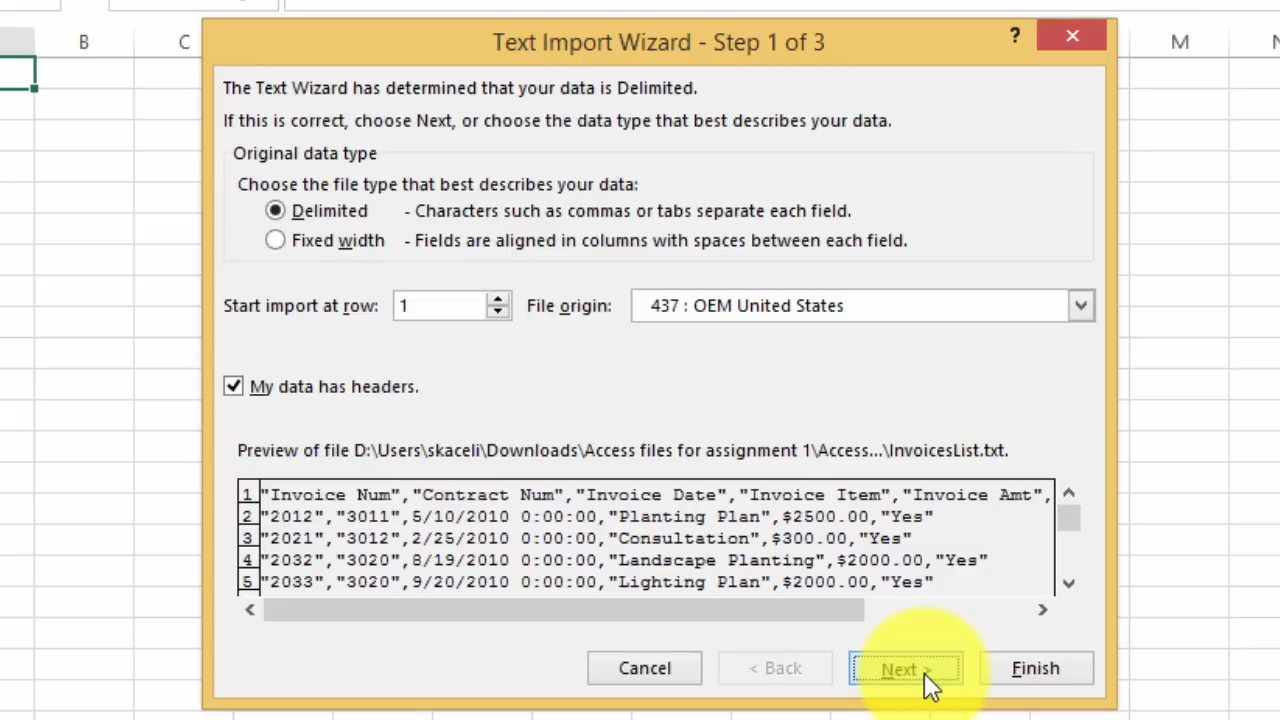 B C M N
Text Import Wizard - Step 1 of 3 ?
The Text Wizard has determined that your data is Delimited.
If this is correct, choose Next, or choose the data type that best describes your data.
Original data type
Choose the file type that best describes your data:
Delimited - Characters such as commas or tabs separate each field.
Fixed width - Fields are aligned in columns with spaces between each field.
Start import at row: 1 File origin: 437 : OEM United States
My data has headers.
Preview of file D:\Users\skaceli\Downloads\Access files for assignment 1\Access...\InvoicesList.txt.
1 "Invoice Num","Contract Num","Invoice Date","Invoice Item","Invoice Amt",
2 "2012","3011",5/10/2010 0:00:00,"Planting Plan",$2500.00,"Yes"
3 "2021","3012",2/25/2010 0:00:00,"Consultation",$300.00,"Yes"
4 "2032","3020",8/19/2010 0:00:00,"Landscape Planting",$2000.00,"Yes"
5 "2033","3020",9/20/2010 0:00:00,"Lighting Plan",$2000.00,"Yes"
Cancel < Back Next > Finish